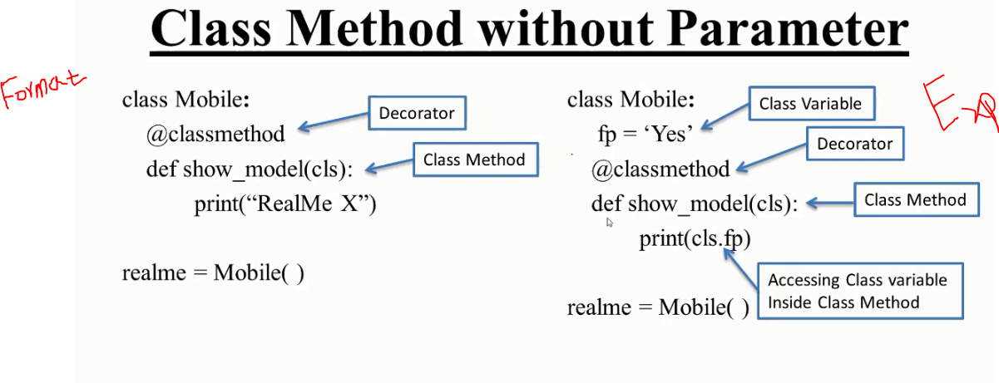 Class Method without Parameter
Format
class Mobile:
@classmethod
def show_model(cls):
print(“RealMe X”)
realme = Mobile( )
Decorator
Class Method
Exp
class Mobile:
fp = ‘Yes’
@classmethod
def show_model(cls):
print(cls.fp)
realme = Mobile( )
Class Variable
Decorator
Class Method
Accessing Class variable
Inside Class Method